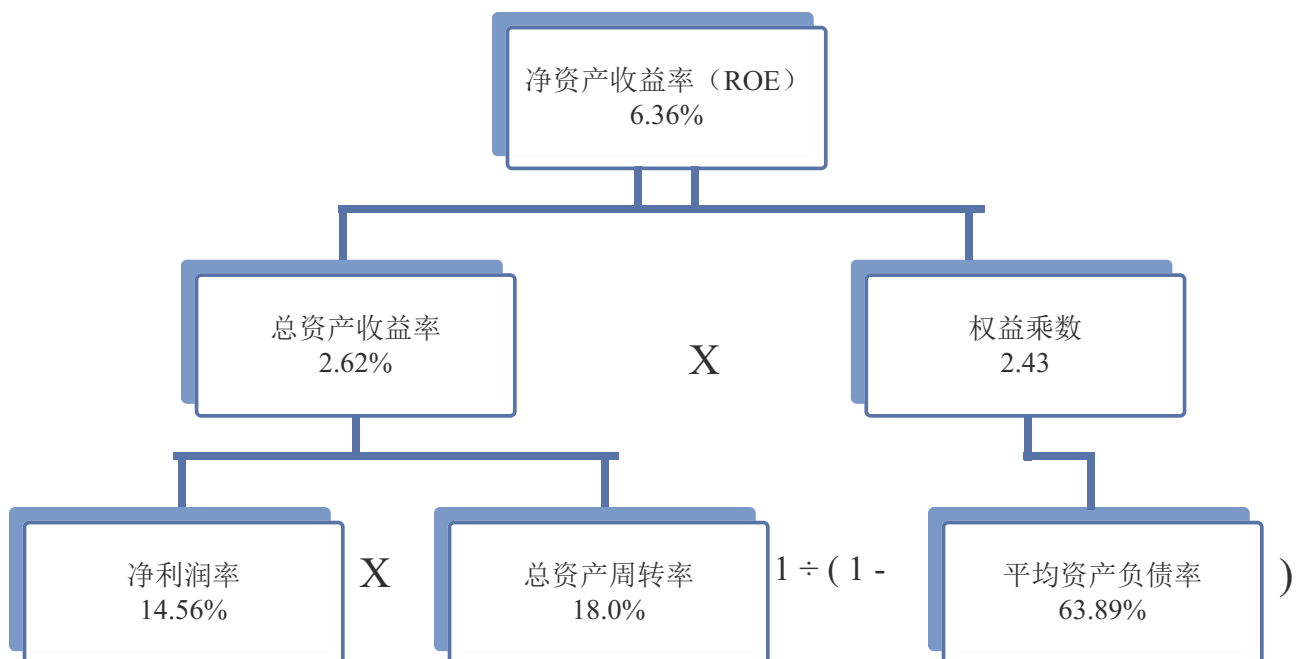 净资产收益率（ROE）
6.36%
总资产收益率
2.62%
X
权益乘数
2.43
净利润率
14.56%
X
总资产周转率
18.0%
1 ÷ ( 1 -
平均资产负债率
63.89%
)